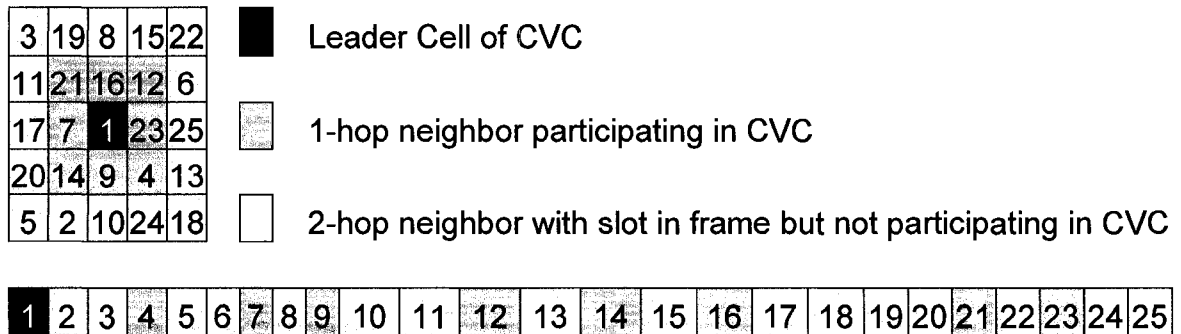 3 19 8 15 22 Leader Cell of CVC
11 21 16 12 6
17 7 1 23 25 1-hop neighbor participating in CVC
20 14 9 4 13
5 2 10 24 18 2-hop neighbor with slot in frame but not participating in CVC
1 2 3 4 5 6 7 8 9 10 11 12 13 14 15 16 17 18 19 20 21 22 23 24 25